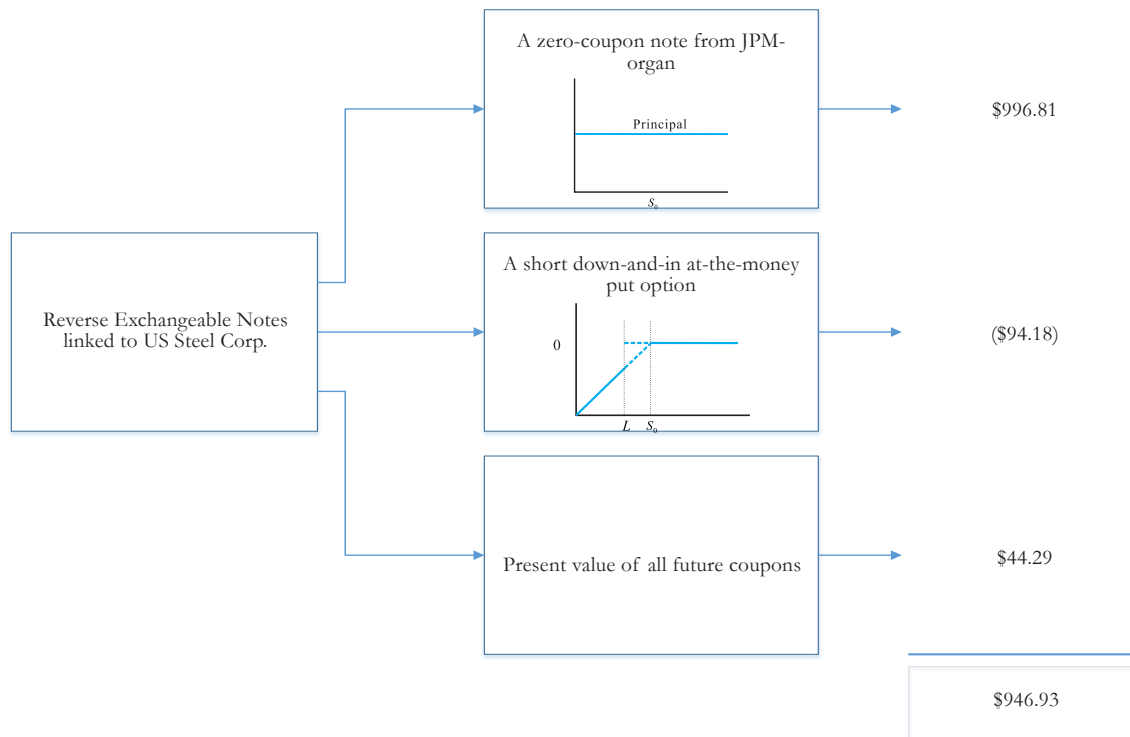 A zero-coupon note from JPM-
organ
Principal
S₀
$996.81
Reverse Exchangeable Notes
linked to US Steel Corp.
A short down-and-in at-the-money
put option
0
L S₀
($94.18)
Present value of all future coupons
$44.29
$946.93